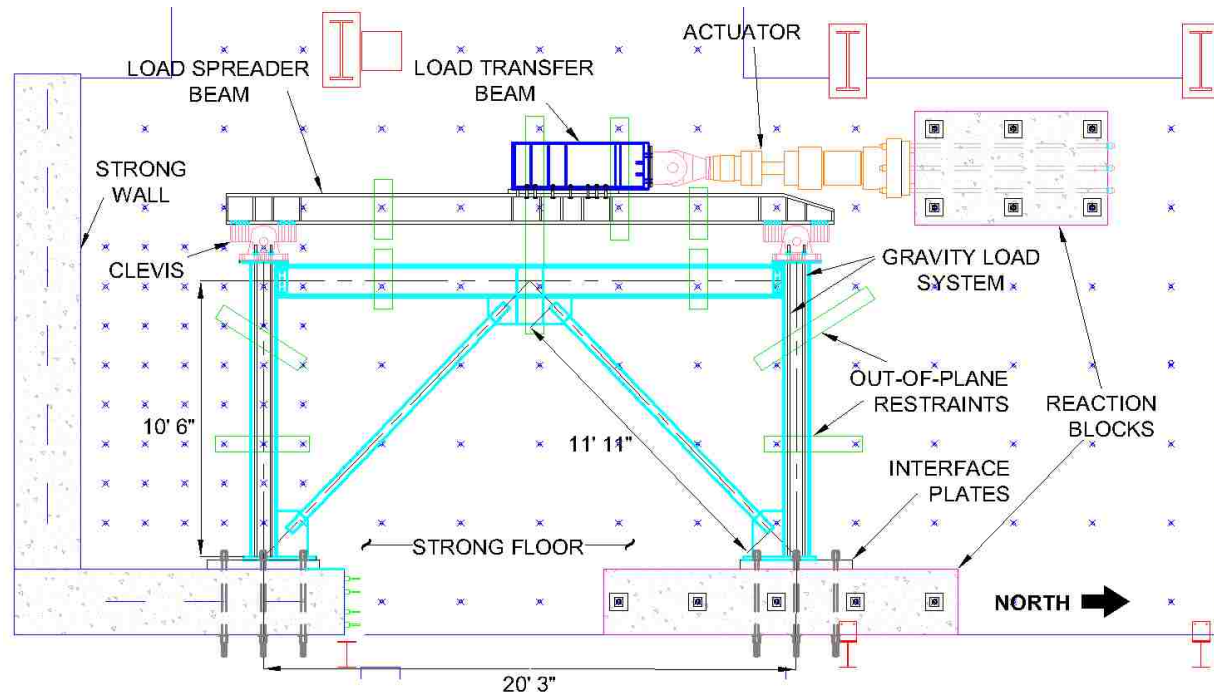 ACTUATOR
LOAD SPREADER
BEAM
LOAD TRANSFER
BEAM
STRONG
WALL
CLEVIS
GRAVITY LOAD
SYSTEM
OUT-OF-PLANE
RESTRAINTS
REACTION
BLOCKS
10' 6"
11' 11"
INTERFACE
PLATES
STRONG FLOOR
NORTH
20' 3"